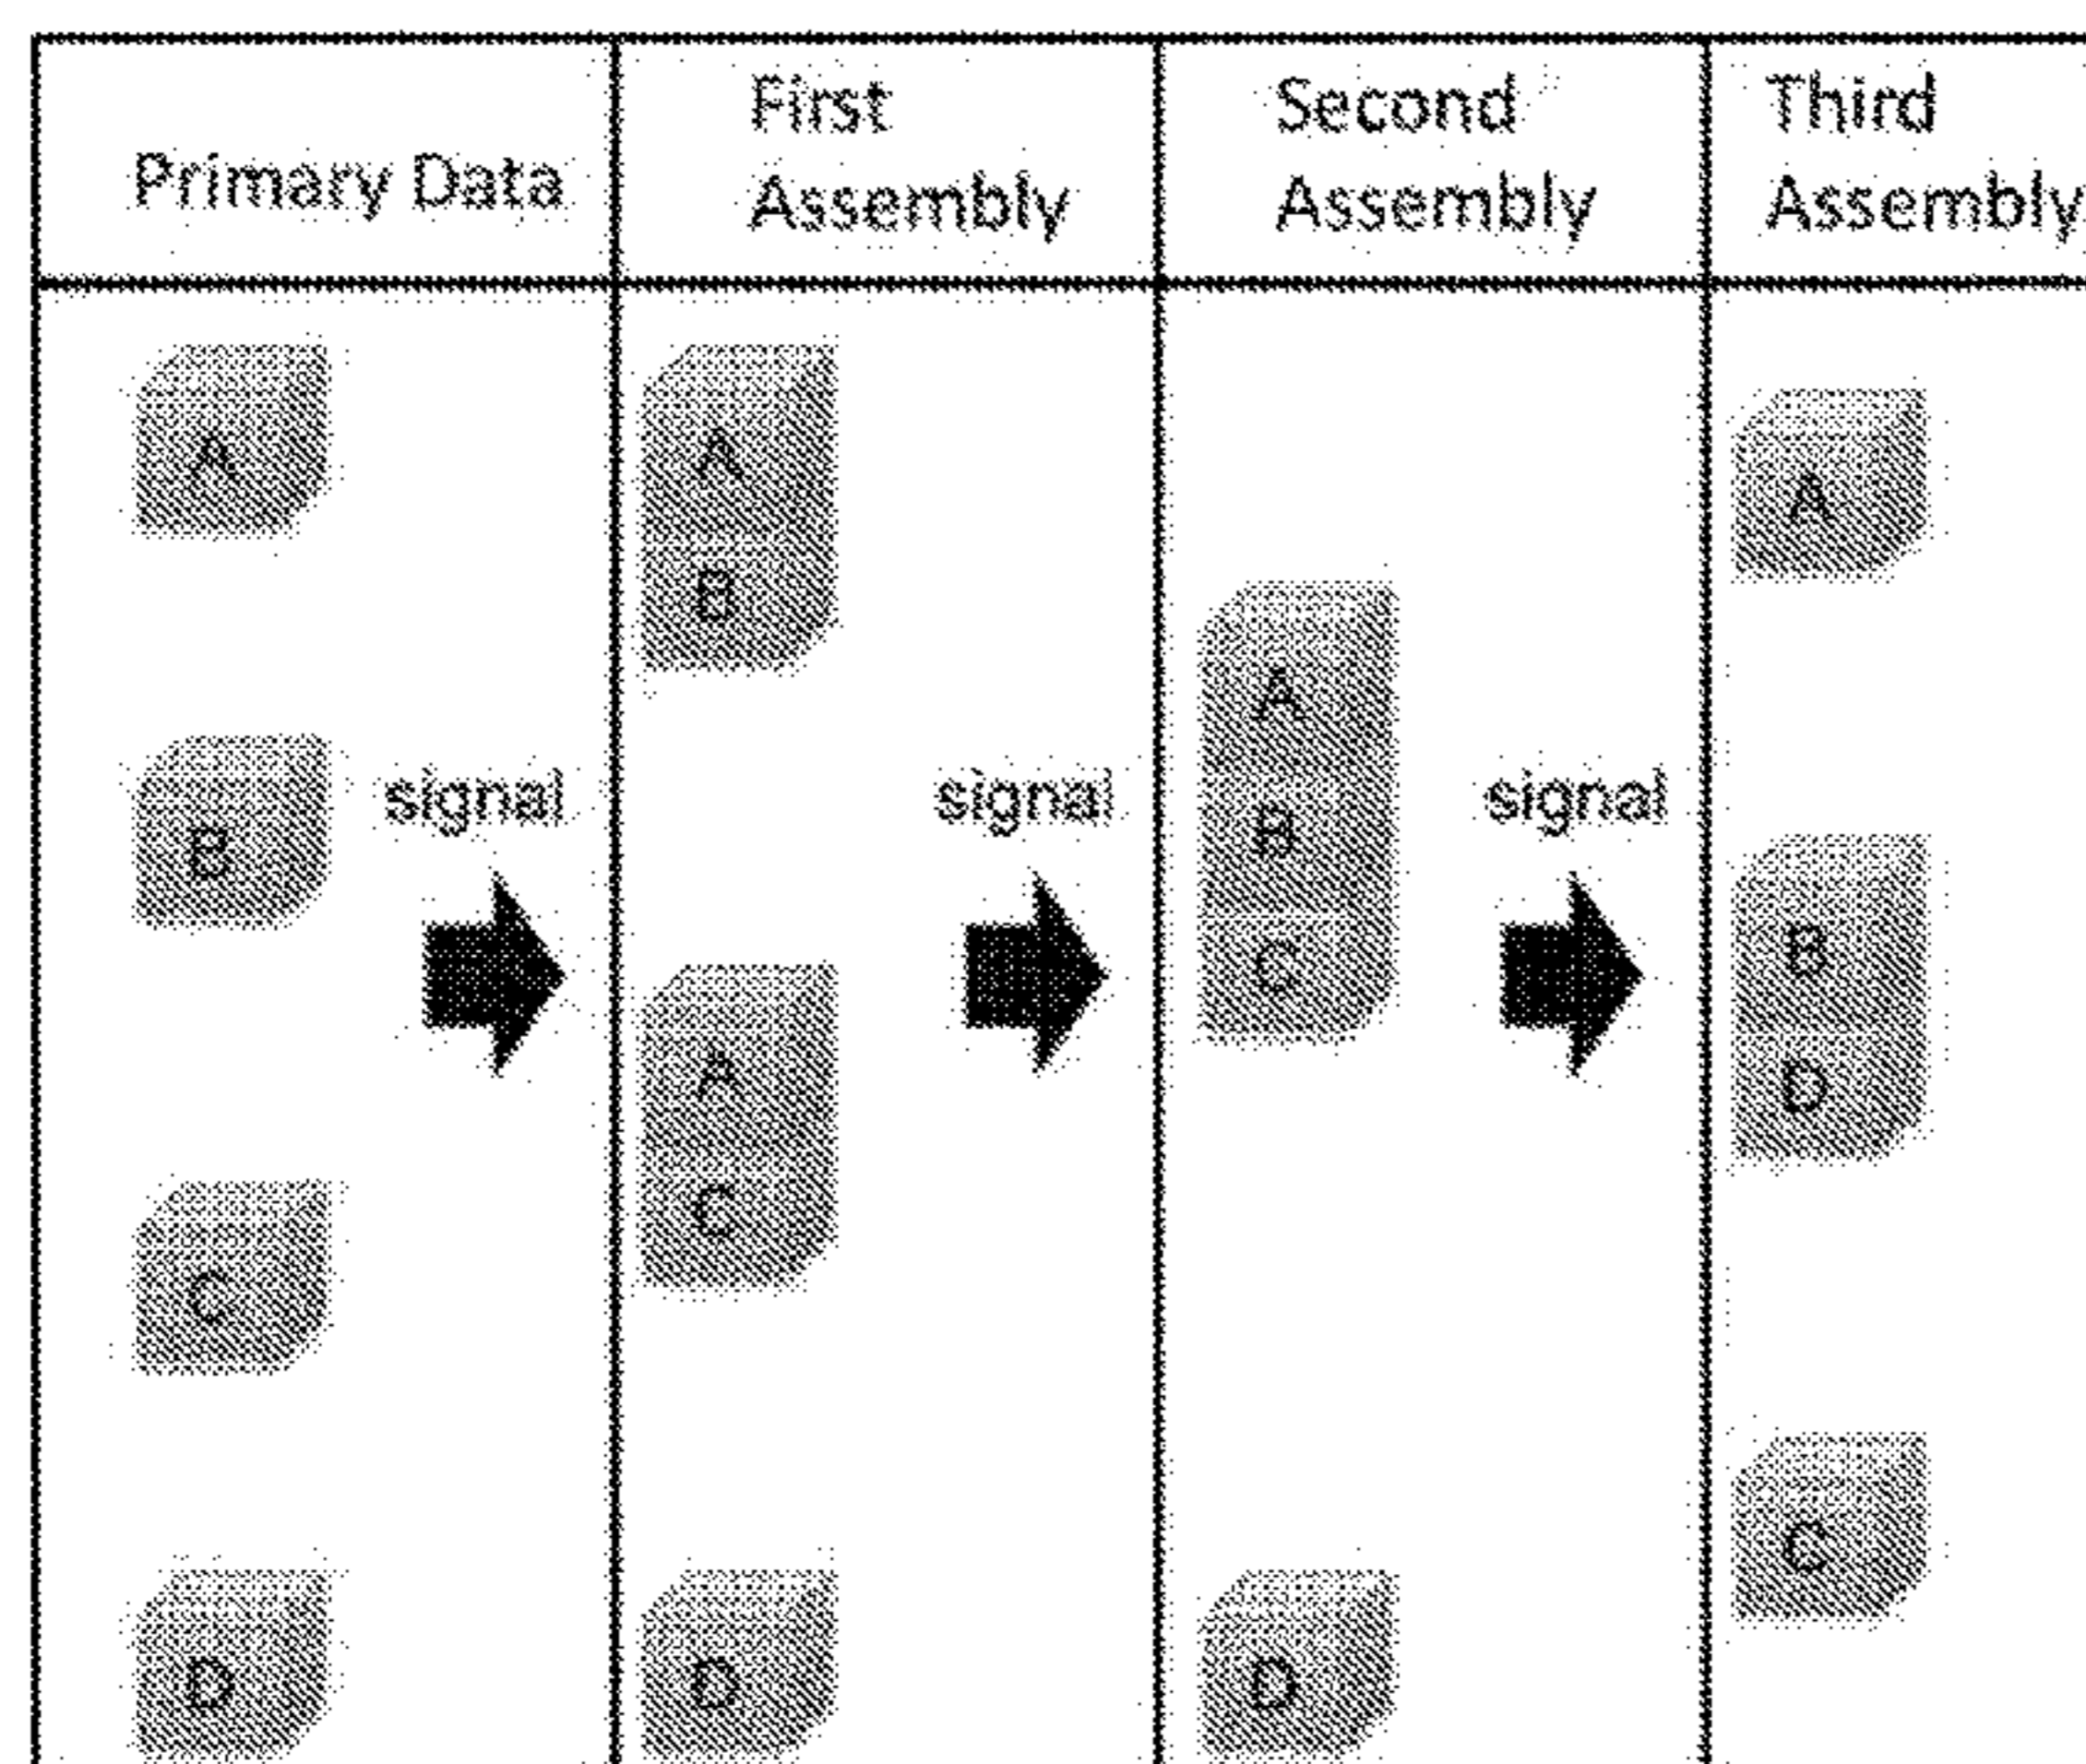 Primary Data
First
Assembly
Second
Assembly
Third
Assembly
A
B
signal
C
D
A
B
A
C
D
signal
A
B
C
D
signal
A
B
D
C